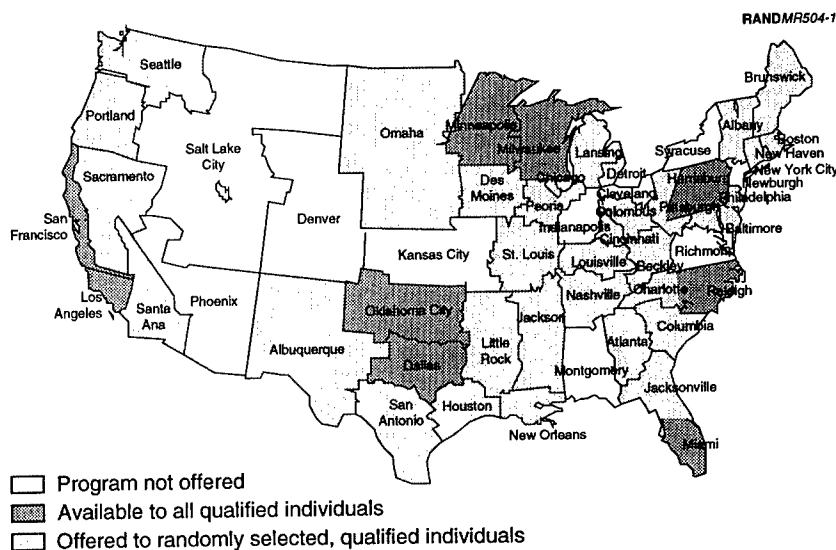 RANDMR504-1
Seattle
Brunswick
Portland
Omaha
Minneapolis
Albany
Boston
Salt Lake
City
Milwaukee
Lansing
Syracuse
New Haven
New York City
Sacramento
Des
Moines
Chicago
Detroit
Harrisburg
Newburgh
Cleveland
Philadelphia
San
Francisco
Denver
Peoria
Columbus
Pittsburgh
Indianapolis
Baltimore
Cincinnati
Kansas City
St. Louis
Louisville
Richmond
Beckley
Los
Angeles
Santa
Ana
Phoenix
Oklahoma City
Nashville
Charlotte
Raleigh
Albuquerque
Dallas
Little
Rock
Jackson
Atlanta
Columbia
Montgomery
San
Antonio
Houston
Jacksonville
New Orleans
Miami
Program not offered
Available to all qualified individuals
Offered to randomly selected, qualified individuals